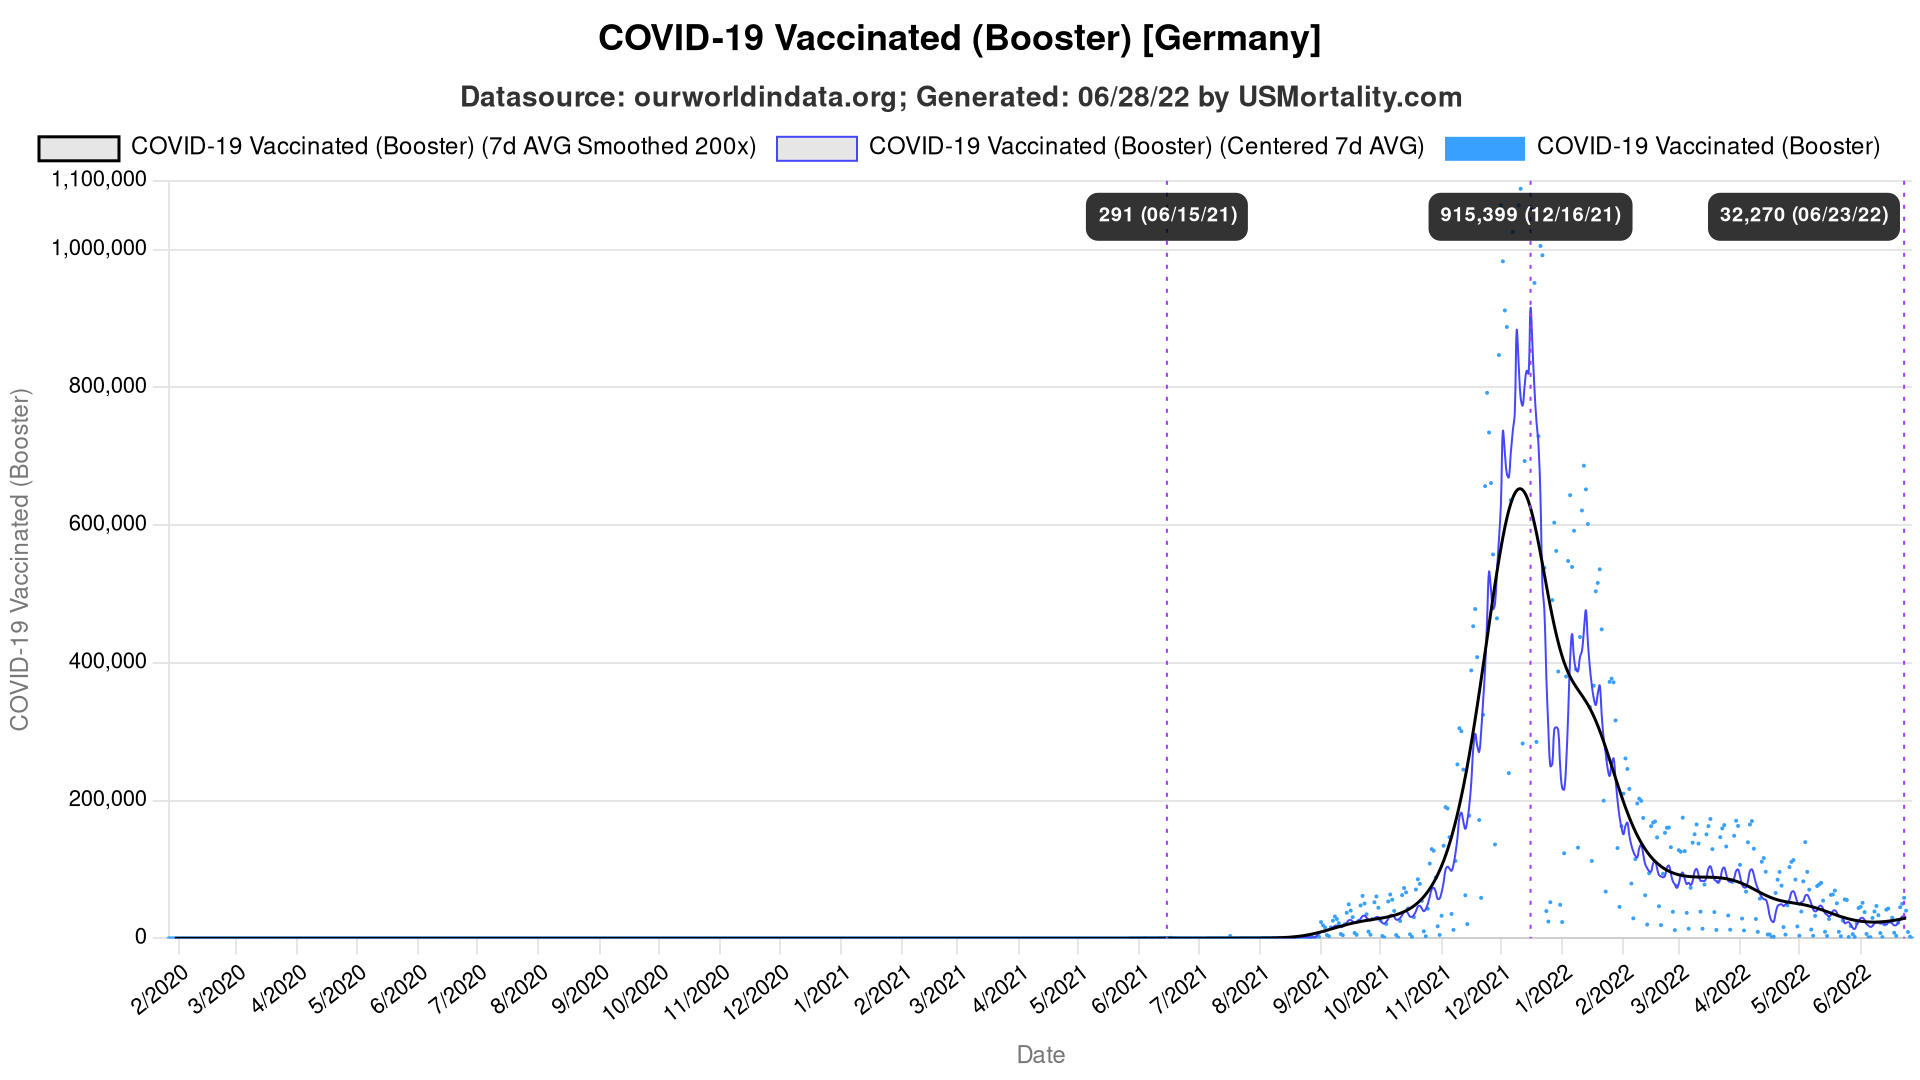 COVID-19 Vaccinated (Booster) [Germany]
Datasource: ourworldindata.org; Generated: 06/28/22 by USMortality.com
COVID-19 Vaccinated (Booster) (7d AVG Smoothed 200x) COVID-19 Vaccinated (Booster) (Centered 7d AVG) COVID-19 Vaccinated (Booster)
1,100,000
291 (06/15/21) 915,399 (12/16/21) 32,270 (06/23/22)
1,000,000
800,000
600,000
400,000
200,000
0
COVID-19 Vaccinated (Booster)
2/2020 3/2020 4/2020 5/2020 6/2020 7/2020 8/2020 9/2020 10/2020 11/2020 12/2020 1/2021 2/2021 3/2021 4/2021 5/2021 6/2021 7/2021 8/2021 9/2021 10/2021 11/2021 12/2021 1/2022 2/2022 3/2022 4/2022 5/2022 6/2022
Date